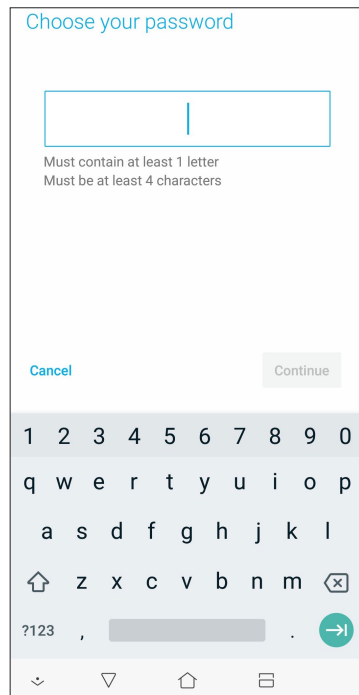 Choose your password
Must contain at least 1 letter
Must be at least 4 characters
Cancel Continue
1 2 3 4 5 6 7 8 9 0
q w e r t y u i o p
a s d f g h j k l
z x c v b n m
?123 , .